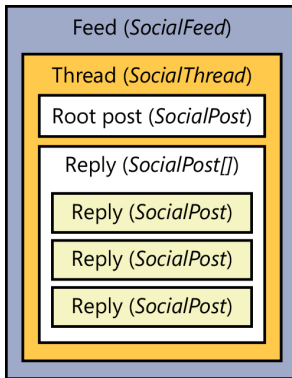 Feed (SocialFeed)
Thread (SocialThread)
Root post (SocialPost)
Reply (SocialPost[])
Reply (SocialPost)
Reply (SocialPost)
Reply (SocialPost)